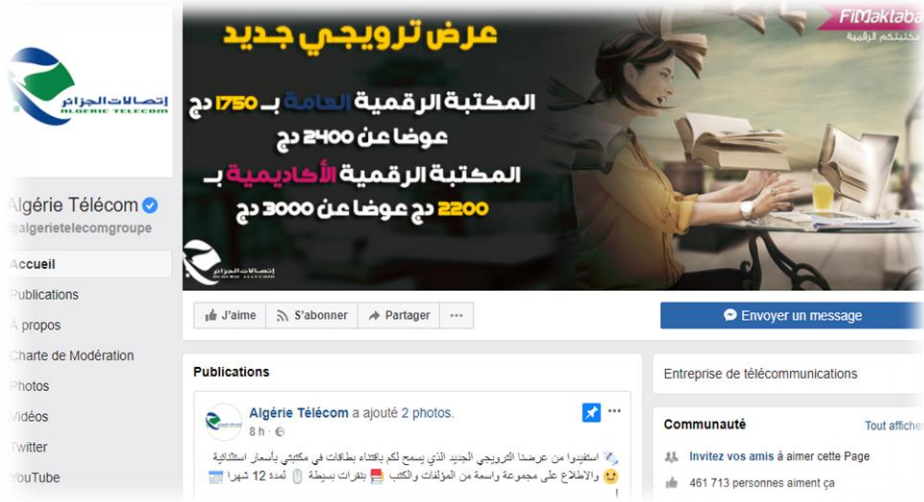 إتصالات الجزائر
ALGERIE TELECOM
Algérie Télécom
@algerietelecomgroupe
Accueil
Publications
À propos
Charte de Modération
Photos
Vidéos
Twitter
YouTube
FiMaktaba
مكتبتكم الرقمية
عرض ترويجي جديد
المكتبة الرقمية العامة بـ 1750 دج
عوضا عن 2400 دج
المكتبة الرقمية الأكاديمية بـ
2200 دج عوضا عن 3000 دج
إتصالات الجزائر
J'aime S'abonner Partager ...
Envoyer un message
Publications
Algérie Télécom a ajouté 2 photos.
8 h
استفيدوا من عرضنا الترويجي الجديد الذي يسمح لكم باقتناء بطاقات في مكتبتي بأسعار استثنائية
والاطلاع على مجموعة واسعة من المؤلفات والكتب بنقرات بسيطة لمدة 12 شهرا
!
Entreprise de télécommunications
Communauté Tout afficher
Invitez vos amis à aimer cette Page
461 713 personnes aiment ça